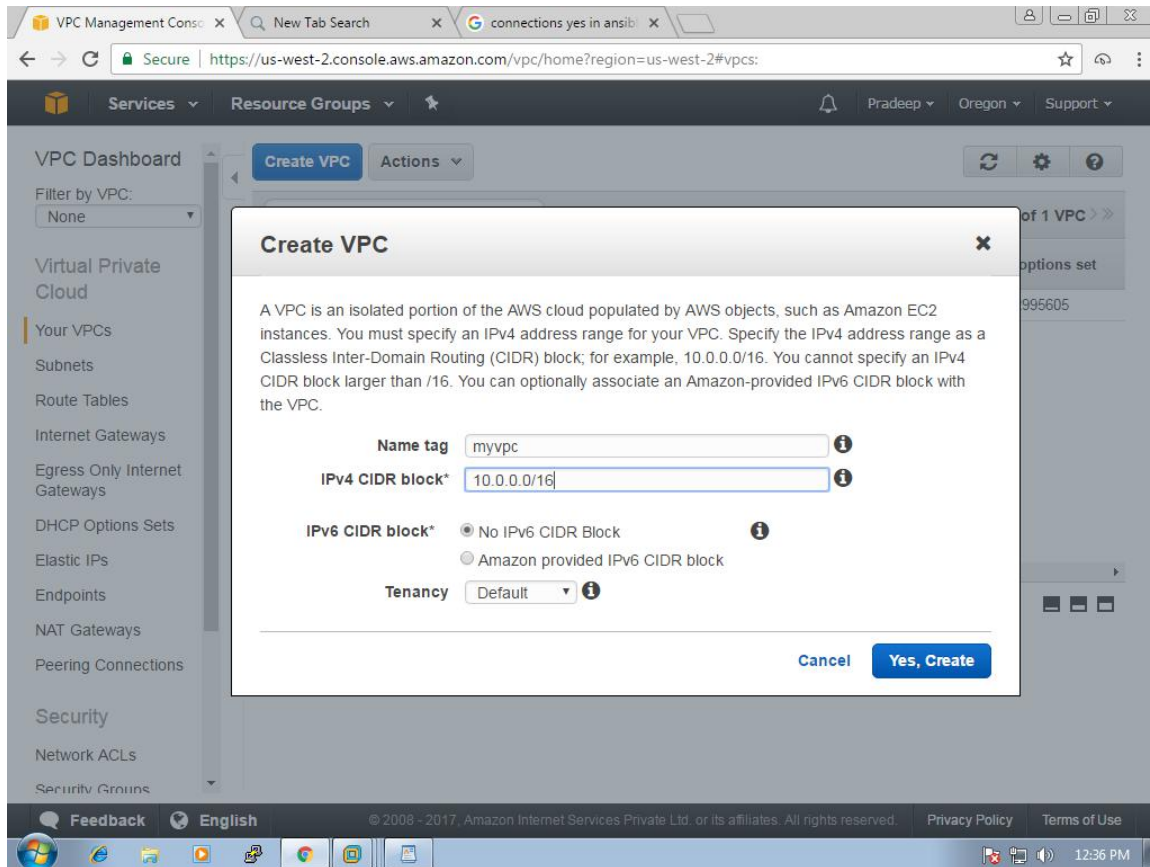 VPC Management Conso
New Tab Search
connections yes in ansibl
Secure | https://us-west-2.console.aws.amazon.com/vpc/home?region=us-west-2#vpcs:
Services
Resource Groups
Pradeep
Oregon
Support
VPC Dashboard
Filter by VPC:
None
Create VPC
Actions
of 1 VPC
options set
995605
Virtual Private
Cloud
Your VPCs
Subnets
Route Tables
Internet Gateways
Egress Only Internet
Gateways
DHCP Options Sets
Elastic IPs
Endpoints
NAT Gateways
Peering Connections
Security
Network ACLs
Security Groups
Create VPC
A VPC is an isolated portion of the AWS cloud populated by AWS objects, such as Amazon EC2
instances. You must specify an IPv4 address range for your VPC. Specify the IPv4 address range as a
Classless Inter-Domain Routing (CIDR) block; for example, 10.0.0.0/16. You cannot specify an IPv4
CIDR block larger than /16. You can optionally associate an Amazon-provided IPv6 CIDR block with
the VPC.
Name tag myvpc
IPv4 CIDR block* 10.0.0.0/16
IPv6 CIDR block* No IPv6 CIDR Block
Amazon provided IPv6 CIDR block
Tenancy Default
Cancel
Yes, Create
Feedback
English
© 2008 - 2017, Amazon Internet Services Private Ltd. or its affiliates. All rights reserved.
Privacy Policy
Terms of Use
12:36 PM